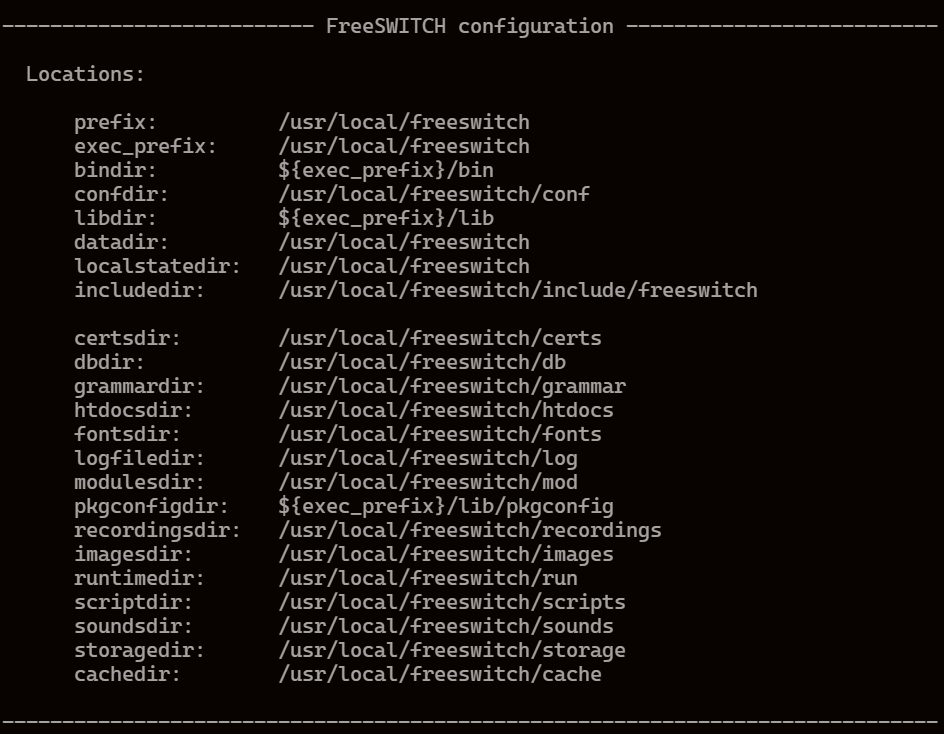 -------------------------- FreeSWITCH configuration --------------------------
Locations:
prefix: /usr/local/freeswitch
exec_prefix: /usr/local/freeswitch
bindir: ${exec_prefix}/bin
confdir: /usr/local/freeswitch/conf
libdir: ${exec_prefix}/lib
datadir: /usr/local/freeswitch
localstatedir: /usr/local/freeswitch
includedir: /usr/local/freeswitch/include/freeswitch
certsdir: /usr/local/freeswitch/certs
dbdir: /usr/local/freeswitch/db
grammardir: /usr/local/freeswitch/grammar
htdocsdir: /usr/local/freeswitch/htdocs
fontsdir: /usr/local/freeswitch/fonts
logfiledir: /usr/local/freeswitch/log
modulesdir: /usr/local/freeswitch/mod
pkgconfigdir: ${exec_prefix}/lib/pkgconfig
recordingsdir: /usr/local/freeswitch/recordings
imagesdir: /usr/local/freeswitch/images
runtimedir: /usr/local/freeswitch/run
scriptdir: /usr/local/freeswitch/scripts
soundsdir: /usr/local/freeswitch/sounds
storagedir: /usr/local/freeswitch/storage
cachedir: /usr/local/freeswitch/cache
------------------------------------------------------------------------------